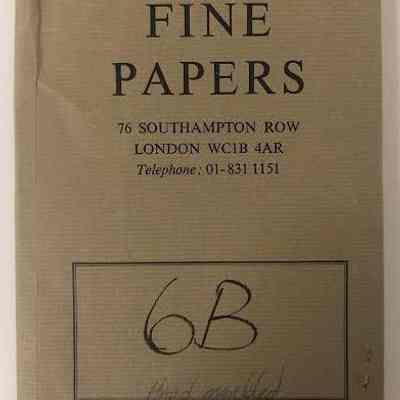 FINE
PAPERS
76 SOUTHAMPTON ROW
LONDON WC1B 4AR
Telephone: 01-831 1151
6B